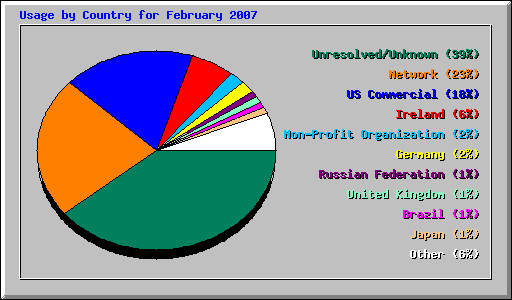 Usage by Country for February 2007
Unresolved/Unknown (39%)
Network (23%)
US Commercial (18%)
Ireland (6%)
Non-Profit Organization (2%)
Germany (2%)
Russian Federation (1%)
United Kingdom (1%)
Brazil (1%)
Japan (1%)
Other (6%)